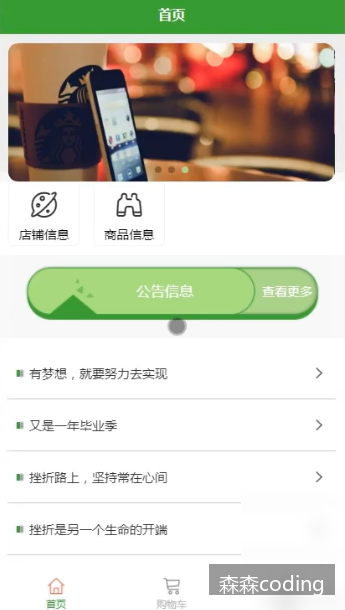 首页
店铺信息
商品信息
公告信息
查看更多
有梦想，就要努力去实现
又是一年毕业季
挫折路上，坚持常在心间
挫折是另一个生命的开端
首页
购物车
森森coding